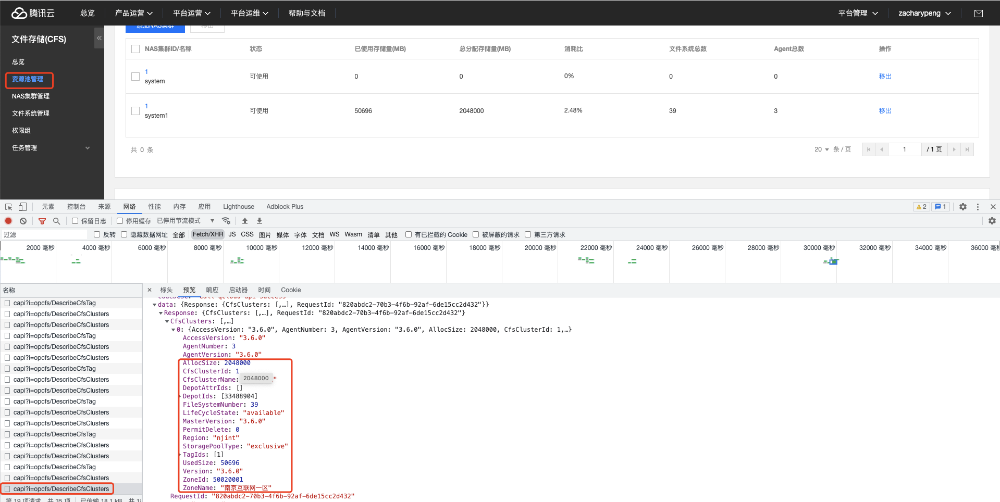 腾讯云 总览 产品运营 平台运营 平台运维 帮助与文档 平台管理 zacharypeng
文件存储(CFS)
«
总览
资源池管理
NAS集群管理
文件系统管理
权限组
任务管理
添加NAS集群 移出
NAS集群ID/名称 状态 已使用存储量(MB) 总分配存储量(MB) 消耗比 文件系统总数 Agent总数 操作
1
system 可使用 0 0 0% 0 0 移出
1
system1 可使用 50696 2048000 2.48% 39 3 移出
共 0 条 20 条 / 页 1 / 1 页
元素 控制台 来源 网络 性能 内存 应用 Lighthouse Adblock Plus 2 1
保留日志 停用缓存 已停用节流模式
过滤 反转 隐藏数据网址 全部 Fetch/XHR JS CSS 图片 媒体 字体 文档 WS Wasm 清单 其他 有已拦截的 Cookie 被屏蔽的请求 第三方请求
2000 毫秒 4000 毫秒 6000 毫秒 8000 毫秒 10000 毫秒 12000 毫秒 14000 毫秒 16000 毫秒 18000 毫秒 20000 毫秒 22000 毫秒 24000 毫秒 26000 毫秒 28000 毫秒 30000 毫秒 32000 毫秒 34000 毫秒 36000 毫秒
名称
capi?i=opcfs/DescribeCfsTag
capi?i=opcfs/DescribeCfsClusters
capi?i=opcfs/DescribeCfsClusters
capi?i=opcfs/DescribeCfsTag
capi?i=opcfs/DescribeCfsClusters
capi?i=opcfs/DescribeCfsClusters
capi?i=opcfs/DescribeCfsTag
capi?i=opcfs/DescribeCfsClusters
capi?i=opcfs/DescribeCfsClusters
capi?i=opcfs/DescribeCfsTag
capi?i=opcfs/DescribeCfsClusters
capi?i=opcfs/DescribeCfsClusters
capi?i=opcfs/DescribeCfsTag
capi?i=opcfs/DescribeCfsClusters
capi?i=opcfs/DescribeCfsClusters
capi?i=opcfs/DescribeCfsTag
capi?i=opcfs/DescribeCfsClusters
capi?i=opcfs/DescribeCfsClusters
第 19 项请求，共 35 项 已传输 18.1 kB
× 标头 预览 响应 启动器 时间 Cookie
data: {Response: {CfsClusters: [,…], RequestId: "820abdc2-70b3-4f6b-92af-6de15cc2d432"}}
Response: {CfsClusters: [,…], RequestId: "820abdc2-70b3-4f6b-92af-6de15cc2d432"}
CfsClusters: [,…]
0: {AccessVersion: "3.6.0", AgentNumber: 3, AgentVersion: "3.6.0", AllocSize: 2048000, CfsClusterId: 1,…}
AccessVersion: "3.6.0"
AgentNumber: 3
AgentVersion: "3.6.0"
AllocSize: 2048000
CfsClusterId: 1
CfsClusterName: "
2048000
DepotAttrIds: []
DepotIds: [33488904]
FileSystemNumber: 39
LifeCycleState: "available"
MasterVersion: "3.6.0"
PermitDelete: 0
Region: "njint"
StoragePoolType: "exclusive"
TagIds: [1]
UsedSize: 50696
Version: "3.6.0"
ZoneId: 50020001
ZoneName: "南京互联网一区"
RequestId: "820abdc2-70b3-4f6b-92af-6de15cc2d432"